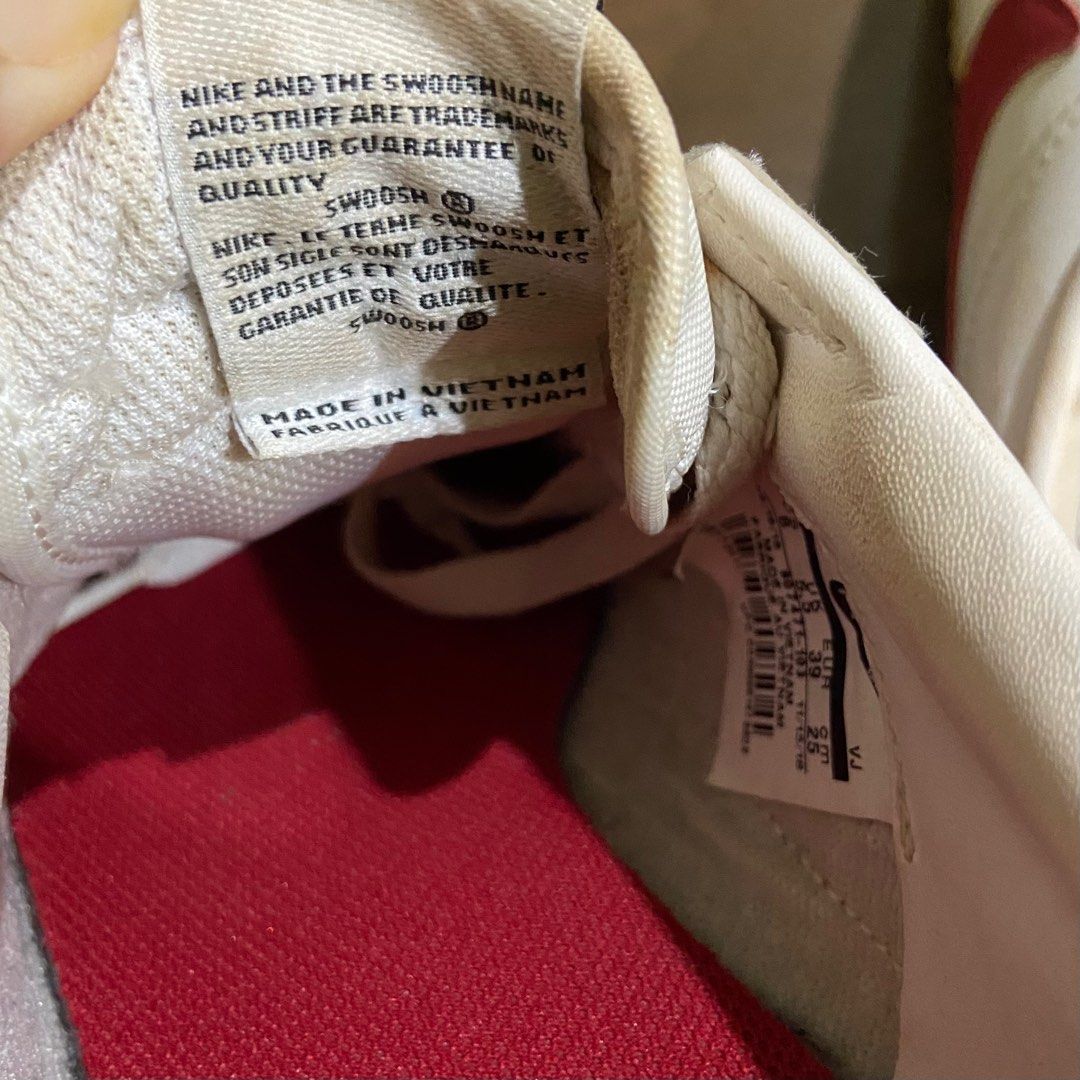 NIKE AND THE SWOOSH NAME
AND STRIPE ARE TRADEMARKS
AND YOUR GUARANTEE OF
QUALITY
SWOOSH ®
NIKE. LE TERME SWOOSH ET
SON SIGLE SONT DES MARQUES
DEPOSEES ET VOTRE
GARANTIE DE QUALITE.
SWOOSH ®
MADE IN VIETNAM
FABRIQUE A VIETNAM
VJ
EUR cm
39 25